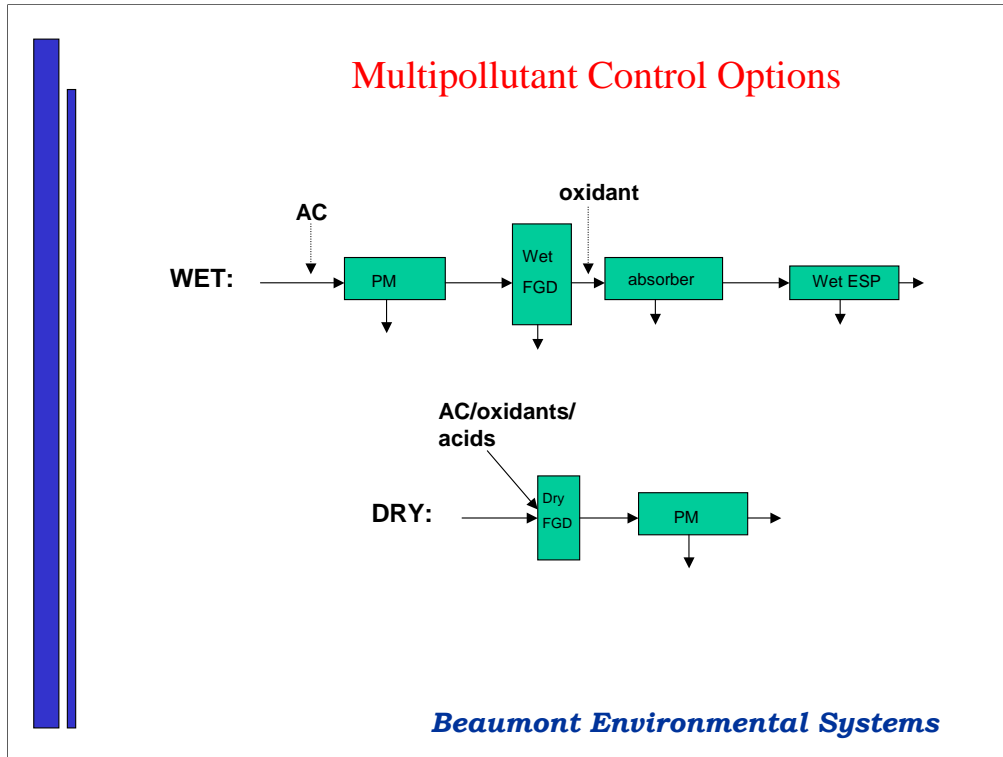 Multipollutant Control Options
oxidant
AC
WET:
PM
Wet
FGD
absorber
Wet ESP
AC/oxidants/
acids
DRY:
Dry
FGD
PM
Beaumont Environmental Systems